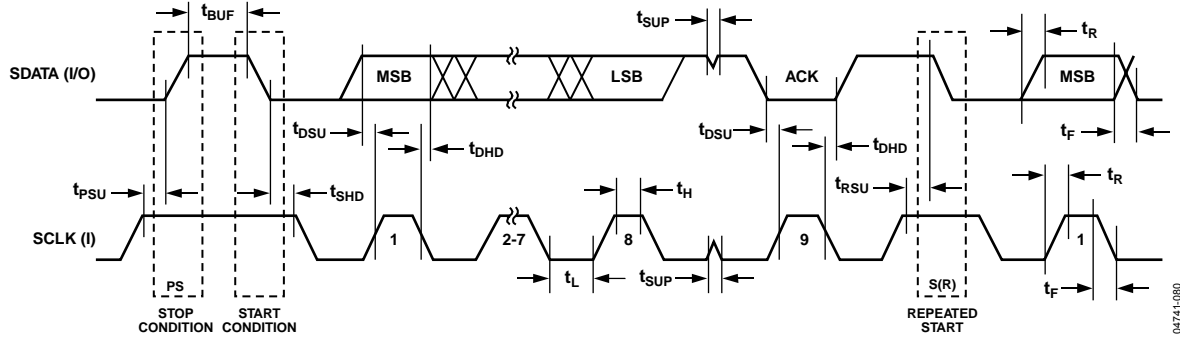 tBUF
tSUP
tR
SDATA (I/O)
MSB
LSB
ACK
MSB
tDSU
tDHD
tDSU
tDHD
tF
tPSU
tSHD
tH
tRSU
tR
SCLK (I)
1
2-7
8
9
1
PS
tL
tSUP
S(R)
tF
STOP
CONDITION
START
CONDITION
REPEATED
START
04741-080